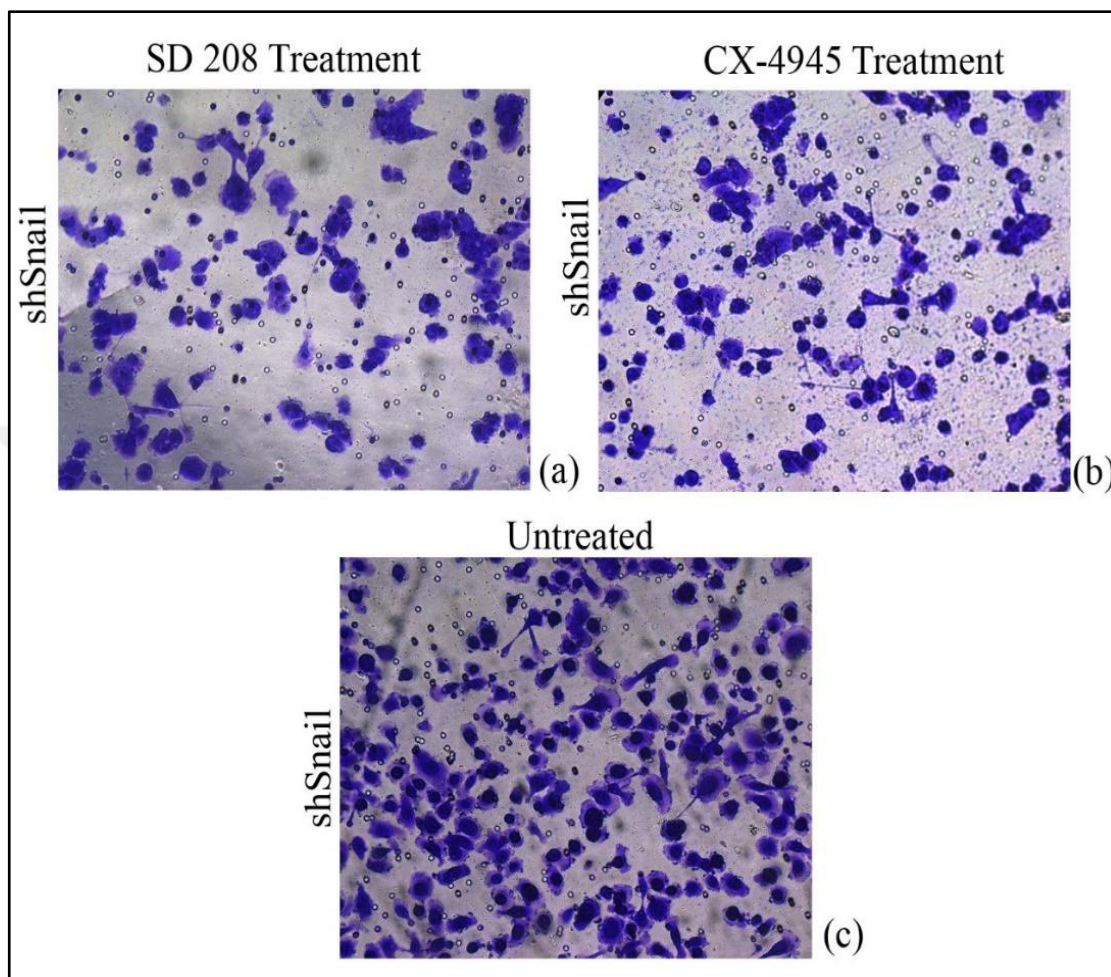 SD 208 Treatment
CX-4945 Treatment
shSnail
shSnail
(a)
(b)
Untreated
shSnail
(c)